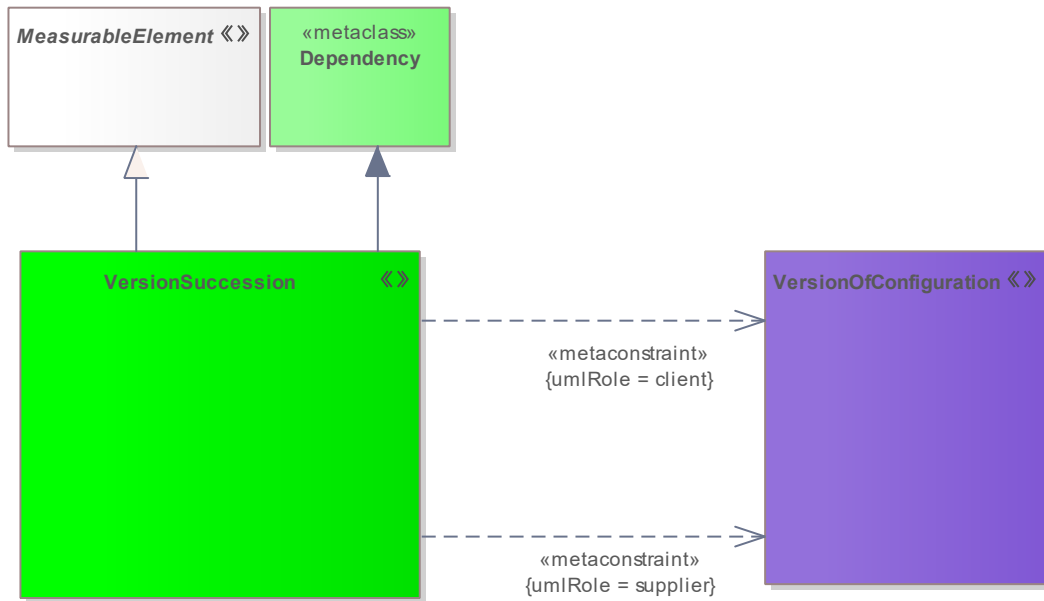 MeasurableElement «»
«metaclass»
Dependency
VersionSuccession «»
VersionOfConfiguration «»
«metaconstraint»
{umlRole = client}
«metaconstraint»
{umlRole = supplier}